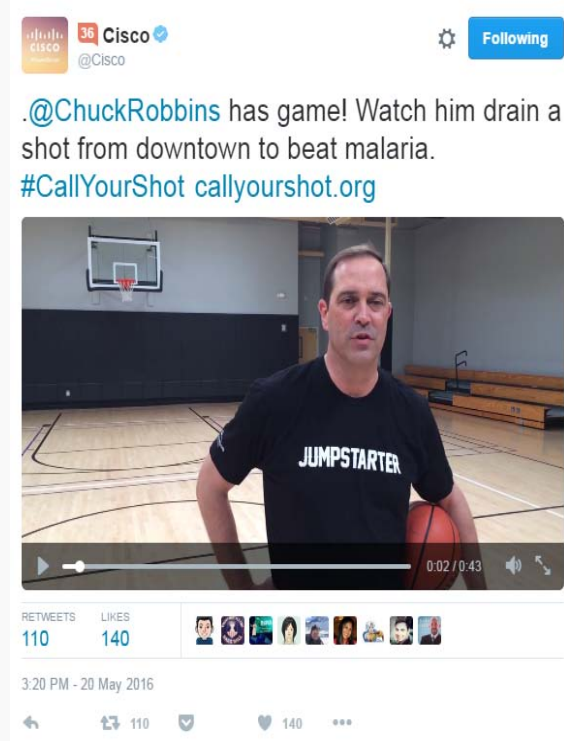 CISCO
36 Cisco
@Cisco
Following
.@ChuckRobbins has game! Watch him drain a
shot from downtown to beat malaria.
#CallYourShot callyourshot.org
JUMPSTARTER
0:02 / 0:43
RETWEETS LIKES
110 140
3:20 PM - 20 May 2016
110 140